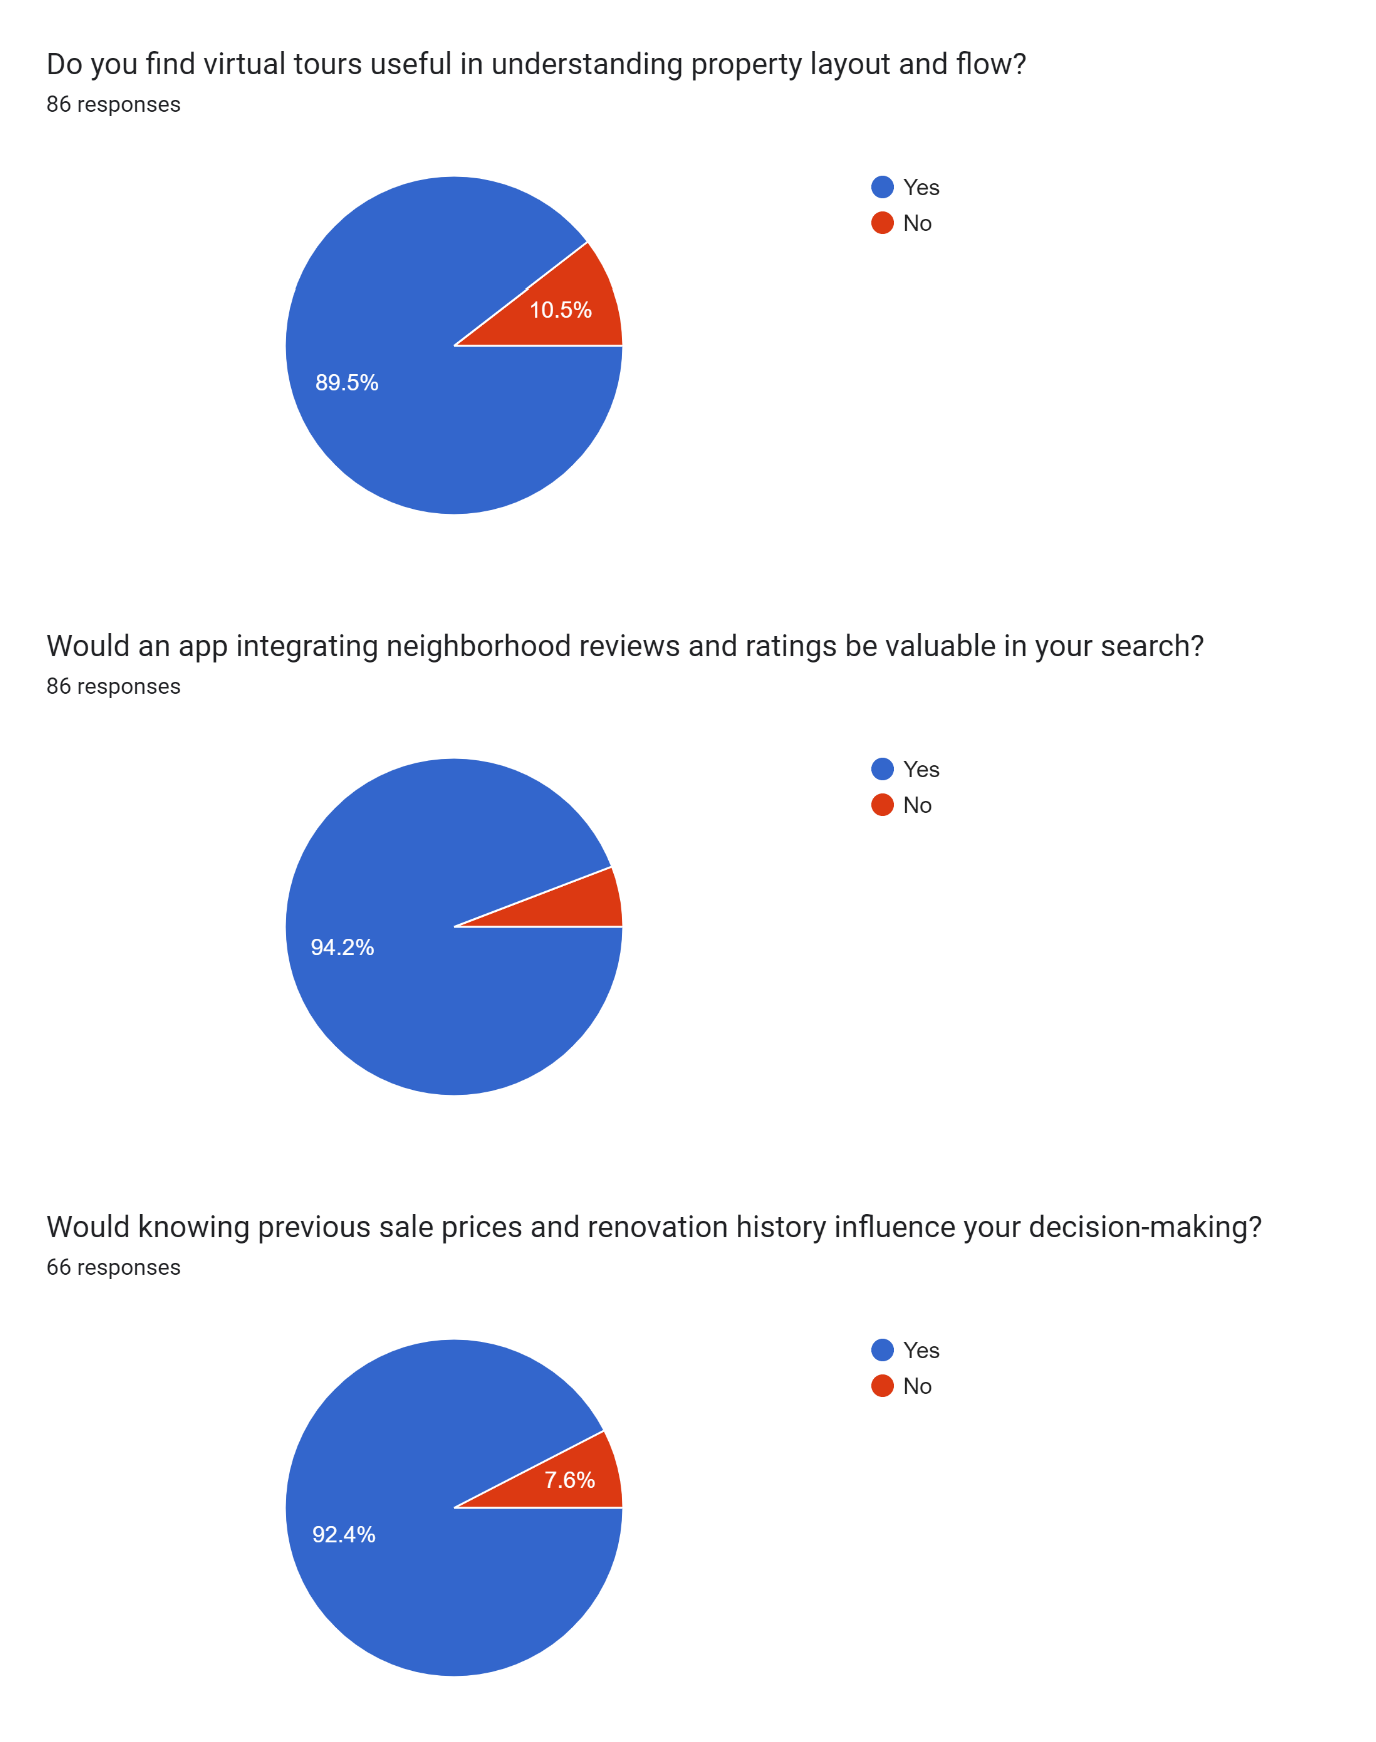 Do you find virtual tours useful in understanding property layout and flow?
86 responses
Yes
No
10.5%
89.5%
Would an app integrating neighborhood reviews and ratings be valuable in your search?
86 responses
Yes
No
94.2%
Would knowing previous sale prices and renovation history influence your decision-making?
66 responses
Yes
No
7.6%
92.4%